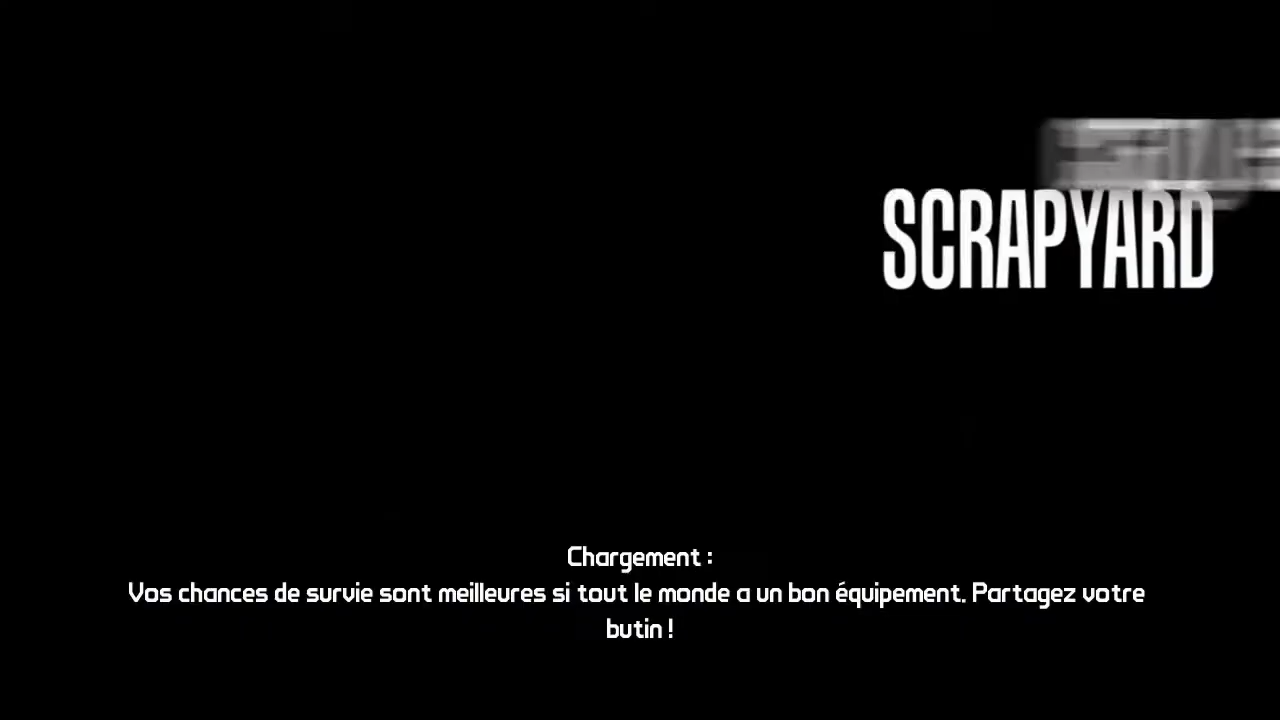 SCRAPYARD
Chargement :
Vos chances de survie sont meilleures si tout le monde a un bon équipement. Partagez votre
butin !